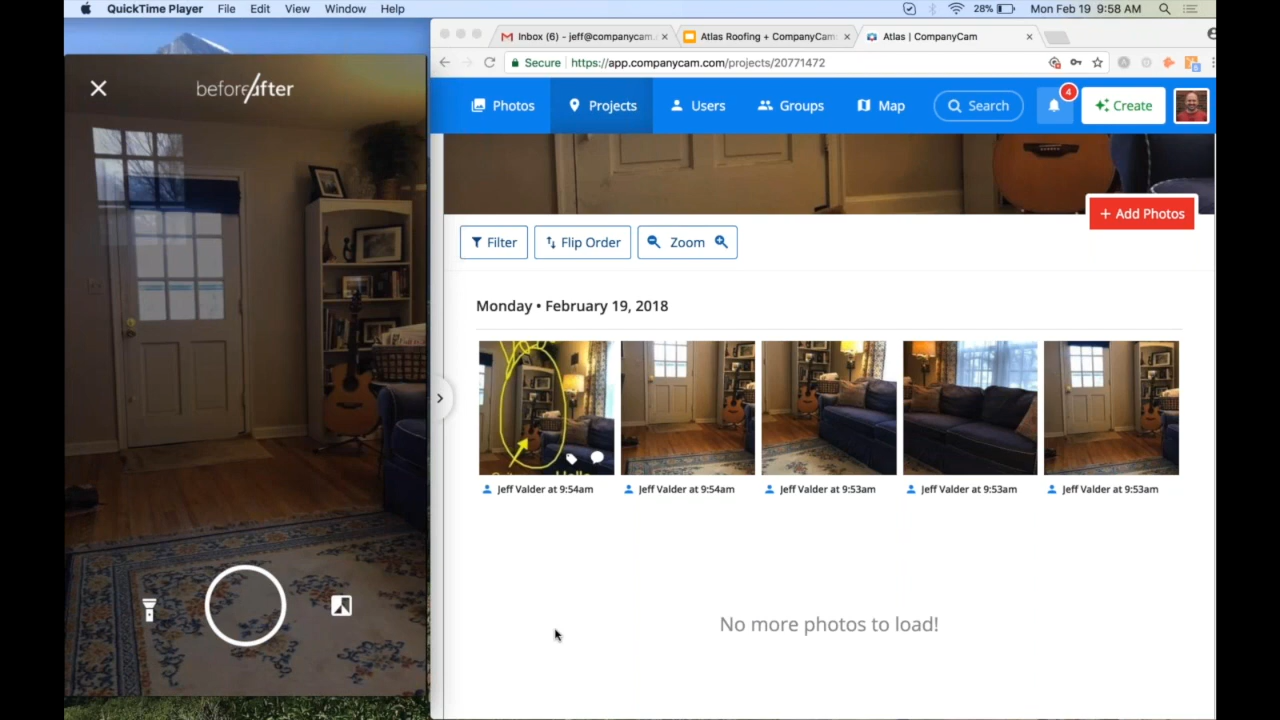 QuickTime Player File Edit View Window Help
28% Mon Feb 19 9:58 AM
Inbox (6) - jeff@companycam.
Atlas Roofing + CompanyCam
Atlas | CompanyCam
Secure https://app.companycam.com/projects/20771472
before/after
Photos Projects Users Groups Map Search 4 Create
+ Add Photos
Filter Flip Order Zoom
Monday • February 19, 2018
Jeff Valder at 9:54am Jeff Valder at 9:54am Jeff Valder at 9:53am Jeff Valder at 9:53am Jeff Valder at 9:53am
No more photos to load!